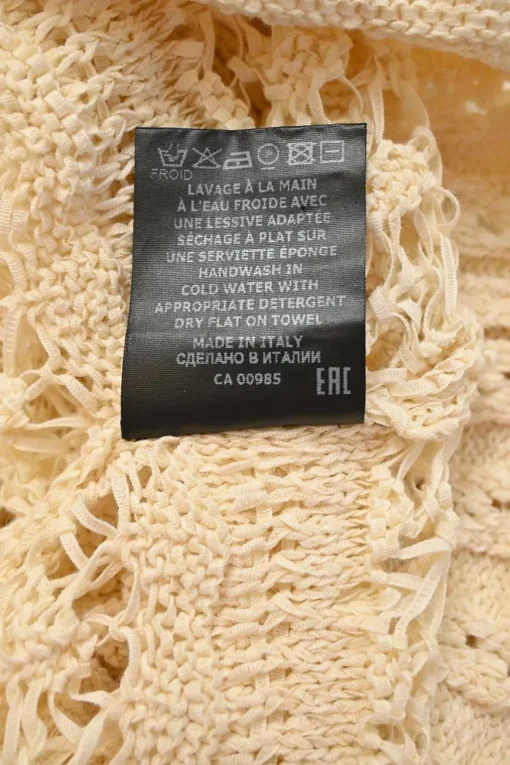 FROID
LAVAGE À LA MAIN
À L'EAU FROIDE AVEC
UNE LESSIVE ADAPTÉE
SÉCHAGE À PLAT SUR
UNE SERVIETTE ÉPONGE
HANDWASH IN
COLD WATER WITH
APPROPRIATE DETERGENT
DRY FLAT ON TOWEL
MADE IN ITALY
СДЕЛАНО В ИТАЛИИ
CA 00985
EAC